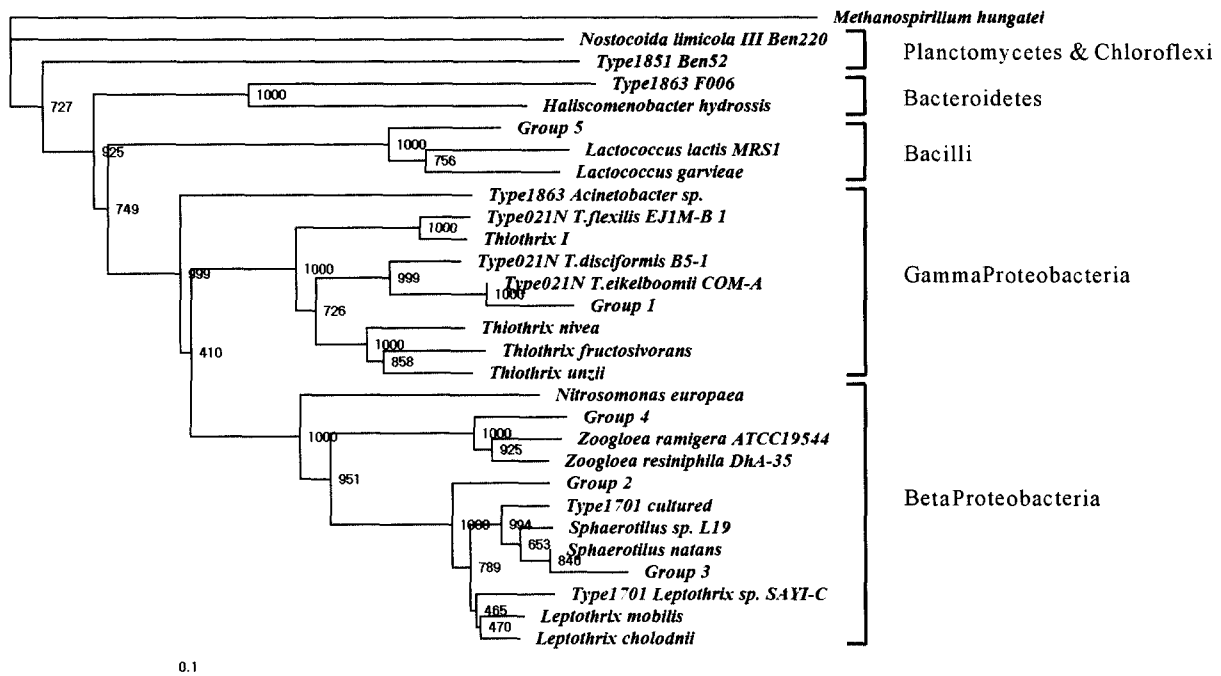 Methanospirillum hungatei
Nostocoida limicola III Ben220
Planctomycetes & Chloroflexi
Type1851 Ben52
727
Type1863 F006
1000
Haliscomenobacter hydrossis
Bacteroidetes
925
Group 5
1000
Lactococcus lactis MRS1
756
Lactococcus garvieae
Bacilli
749
Type1863 Acinetobacter sp.
Type021N T.flexilis EJ1M-B 1
1000
Thiothrix I
999
1000
Type021N T.disciformis B5-1
999
Type021N T.eikelboomii COM-A
1000
Group 1
GammaProteobacteria
726
Thiothrix nivea
1000
Thiothrix fructosivorans
858
Thiothrix unzii
410
Nitrosomonas europaea
1000
Group 4
1000
Zoogloea ramigera ATCC19544
925
Zoogloea resiniphila DhA-35
951
Group 2
BetaProteobacteria
Type1701 cultured
1000
994
Sphaerotilus sp. L19
653
Sphaerotilus natans
846
Group 3
789
Type1701 Leptothrix sp. SAYI-C
465
Leptothrix mobilis
470
Leptothrix cholodnii
0.1